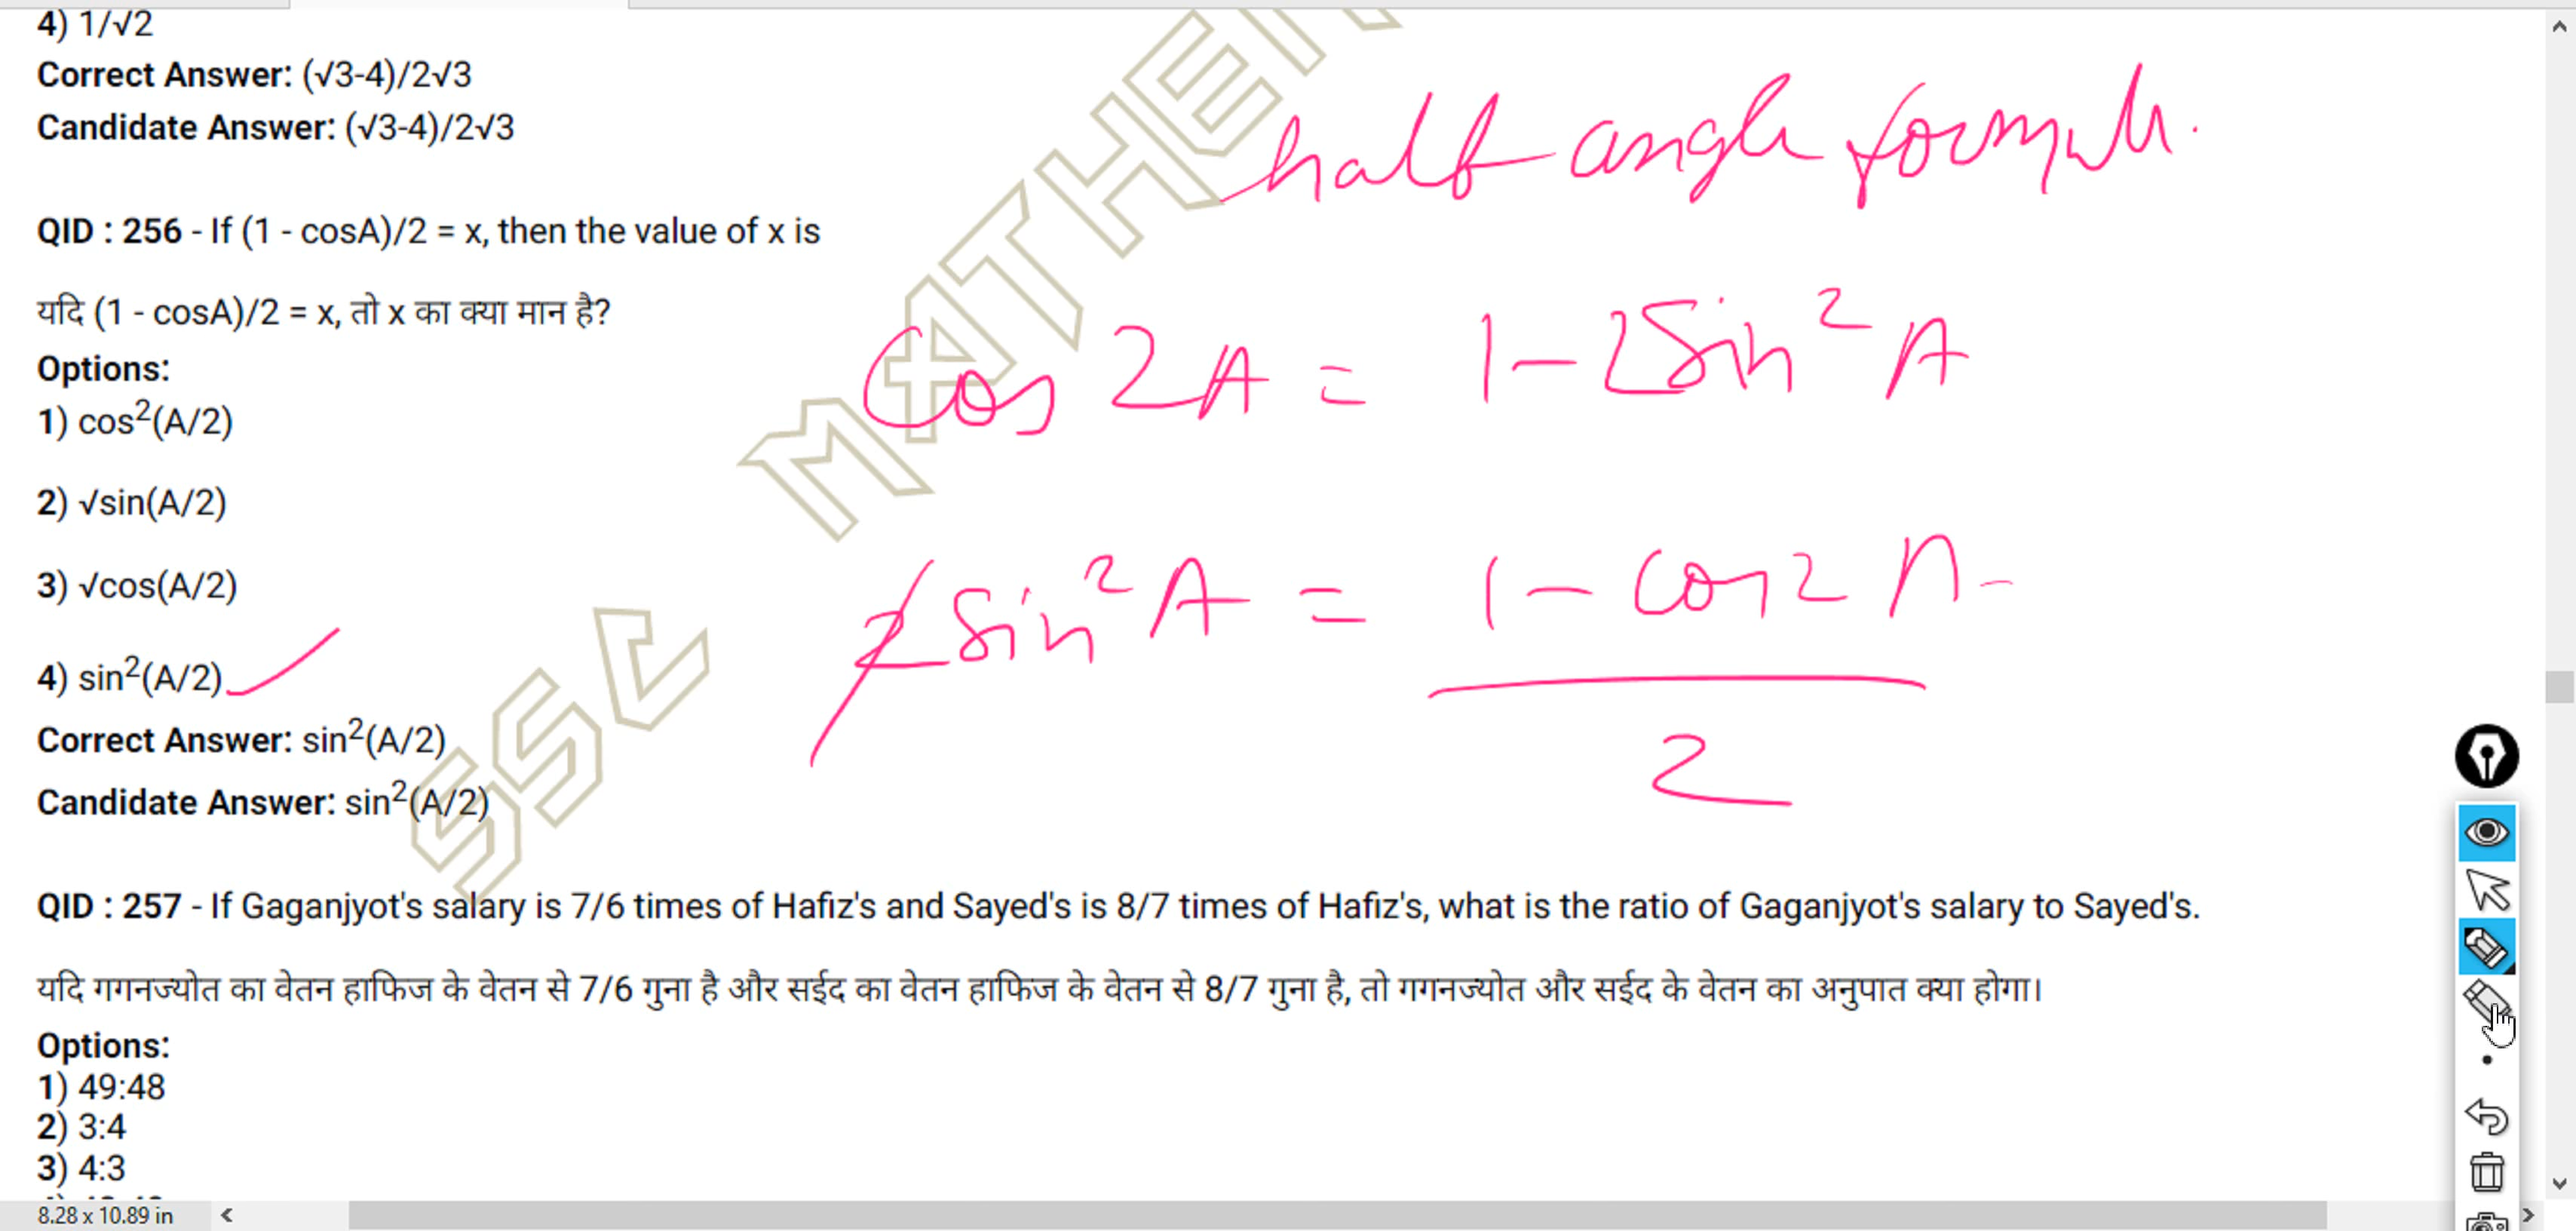 4) 1/√2
Correct Answer: (√3-4)/2√3
Candidate Answer: (√3-4)/2√3
half angle formula.
QID : 256 - If (1 - cosA)/2 = x, then the value of x is
यदि (1 - cosA)/2 = x, तो x का क्या मान है?
Options:
1) cos²(A/2)
Cos 2A = 1-2Sin² A
2) √sin(A/2)
3) √cos(A/2)
2Sin² A = 1 - Cos2A
2
4) sin²(A/2)
Correct Answer: sin²(A/2)
Candidate Answer: sin²(A/2)
SSC MATHE
QID : 257 - If Gaganjyot's salary is 7/6 times of Hafiz's and Sayed's is 8/7 times of Hafiz's, what is the ratio of Gaganjyot's salary to Sayed's.
यदि गगनज्योत का वेतन हाफिज के वेतन से 7/6 गुना है और सईद का वेतन हाफिज के वेतन से 8/7 गुना है, तो गगनज्योत और सईद के वेतन का अनुपात क्या होगा।
Options:
1) 49:48
2) 3:4
3) 4:3
8.28 x 10.89 in